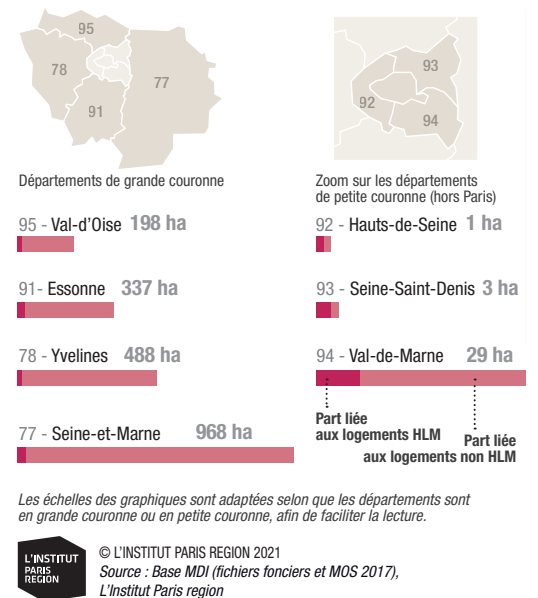 95
78
77
91
93
92
94
Départements de grande couronne
95 - Val-d'Oise 198 ha
91- Essonne 337 ha
78 - Yvelines 488 ha
77 - Seine-et-Marne 968 ha
Zoom sur les départements
de petite couronne (hors Paris)
92 - Hauts-de-Seine 1 ha
93 - Seine-Saint-Denis 3 ha
94 - Val-de-Marne 29 ha
Part liée
aux logements HLM
Part liée
aux logements non HLM
Les échelles des graphiques sont adaptées selon que les départements sont
en grande couronne ou en petite couronne, afin de faciliter la lecture.
L'INSTITUT
PARIS
REGION
© L'INSTITUT PARIS REGION 2021
Source : Base MDI (fichiers fonciers et MOS 2017),
L'Institut Paris region